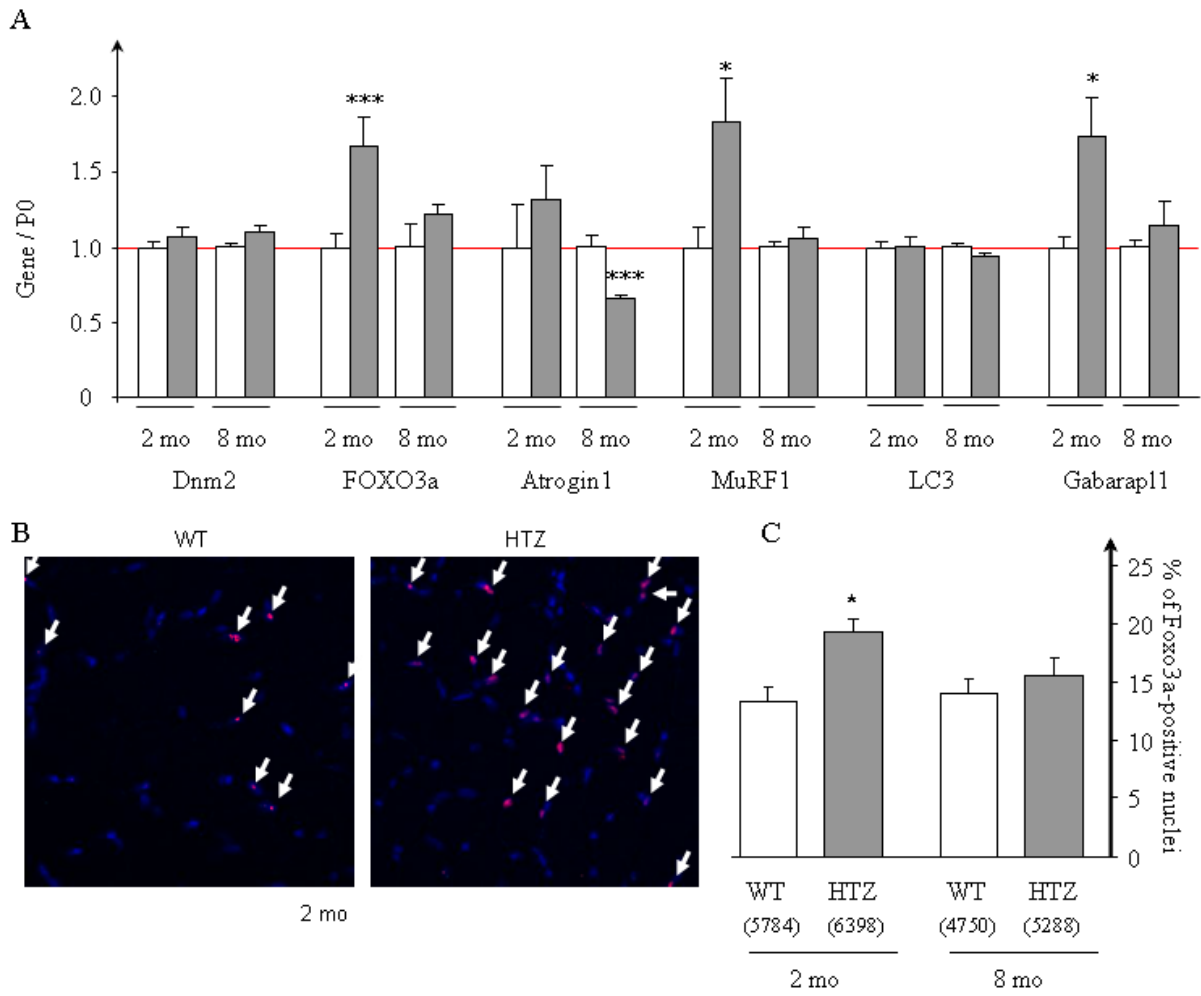 A
Gene / P0
2.0
1.5
1.0
0.5
0
***
*
*
***
2 mo 8 mo 2 mo 8 mo 2 mo 8 mo 2 mo 8 mo 2 mo 8 mo 2 mo 8 mo
Dnm2 FOXO3a Atrogin1 MuRF1 LC3 Gabarapl1
B
WT HTZ
2 mo
C
*
25
20
15
10
5
0
% of Foxo3a-positive nuclei
WT HTZ WT HTZ
(5784) (6398) (4750) (5288)
2 mo 8 mo